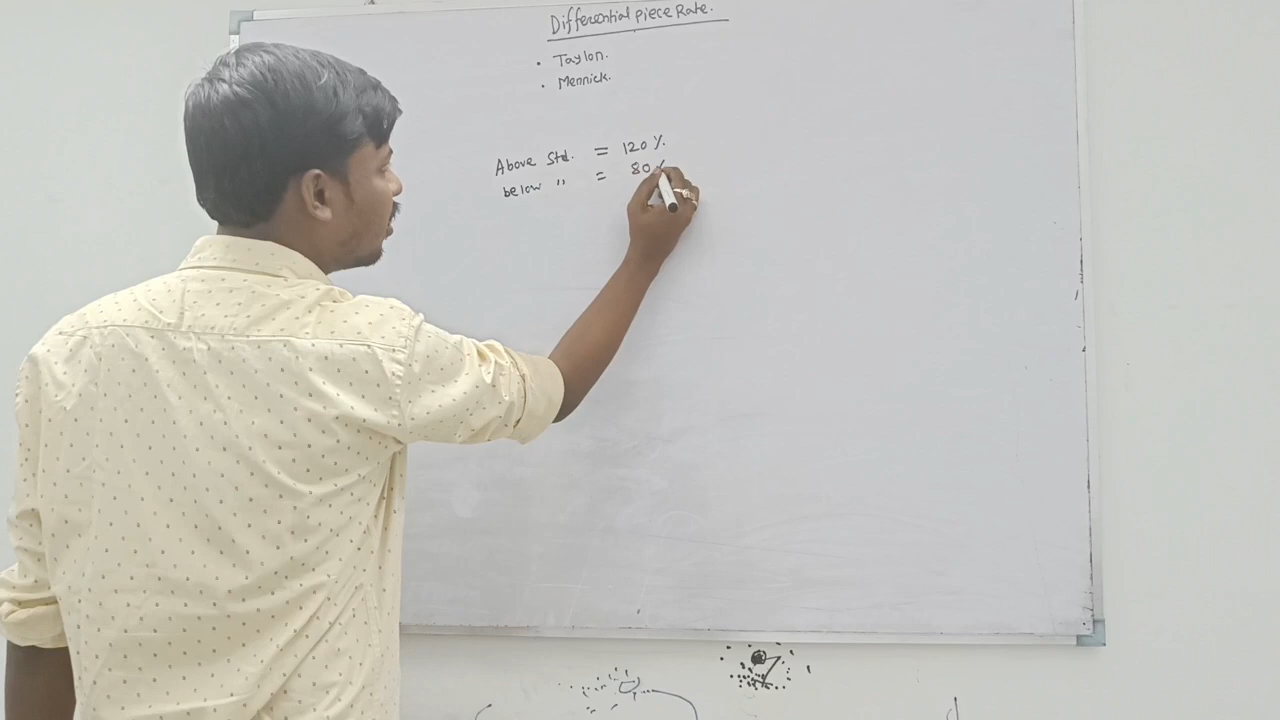 Differential piece Rate.
• Taylor.
• Merrick.
Above Std. = 120%.
below " = 80%